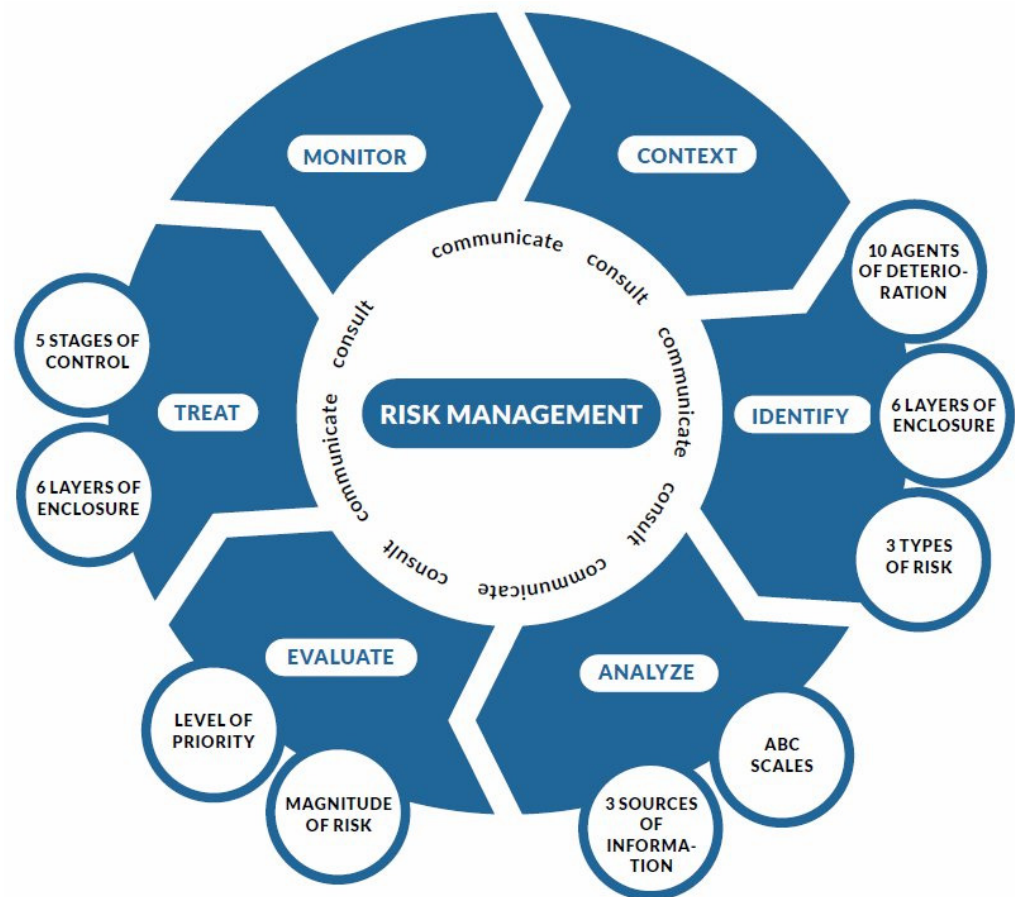 MONITOR
CONTEXT
communicate
consult
communicate
consult
communicate
consult
communicate
consult
RISK MANAGEMENT
10 AGENTS
OF DETERIO-
RATION
IDENTIFY
6 LAYERS OF
ENCLOSURE
3 TYPES
OF RISK
ANALYZE
ABC
SCALES
3 SOURCES
OF
INFORMA-
TION
EVALUATE
MAGNITUDE
OF RISK
LEVEL OF
PRIORITY
TREAT
6 LAYERS OF
ENCLOSURE
5 STAGES OF
CONTROL